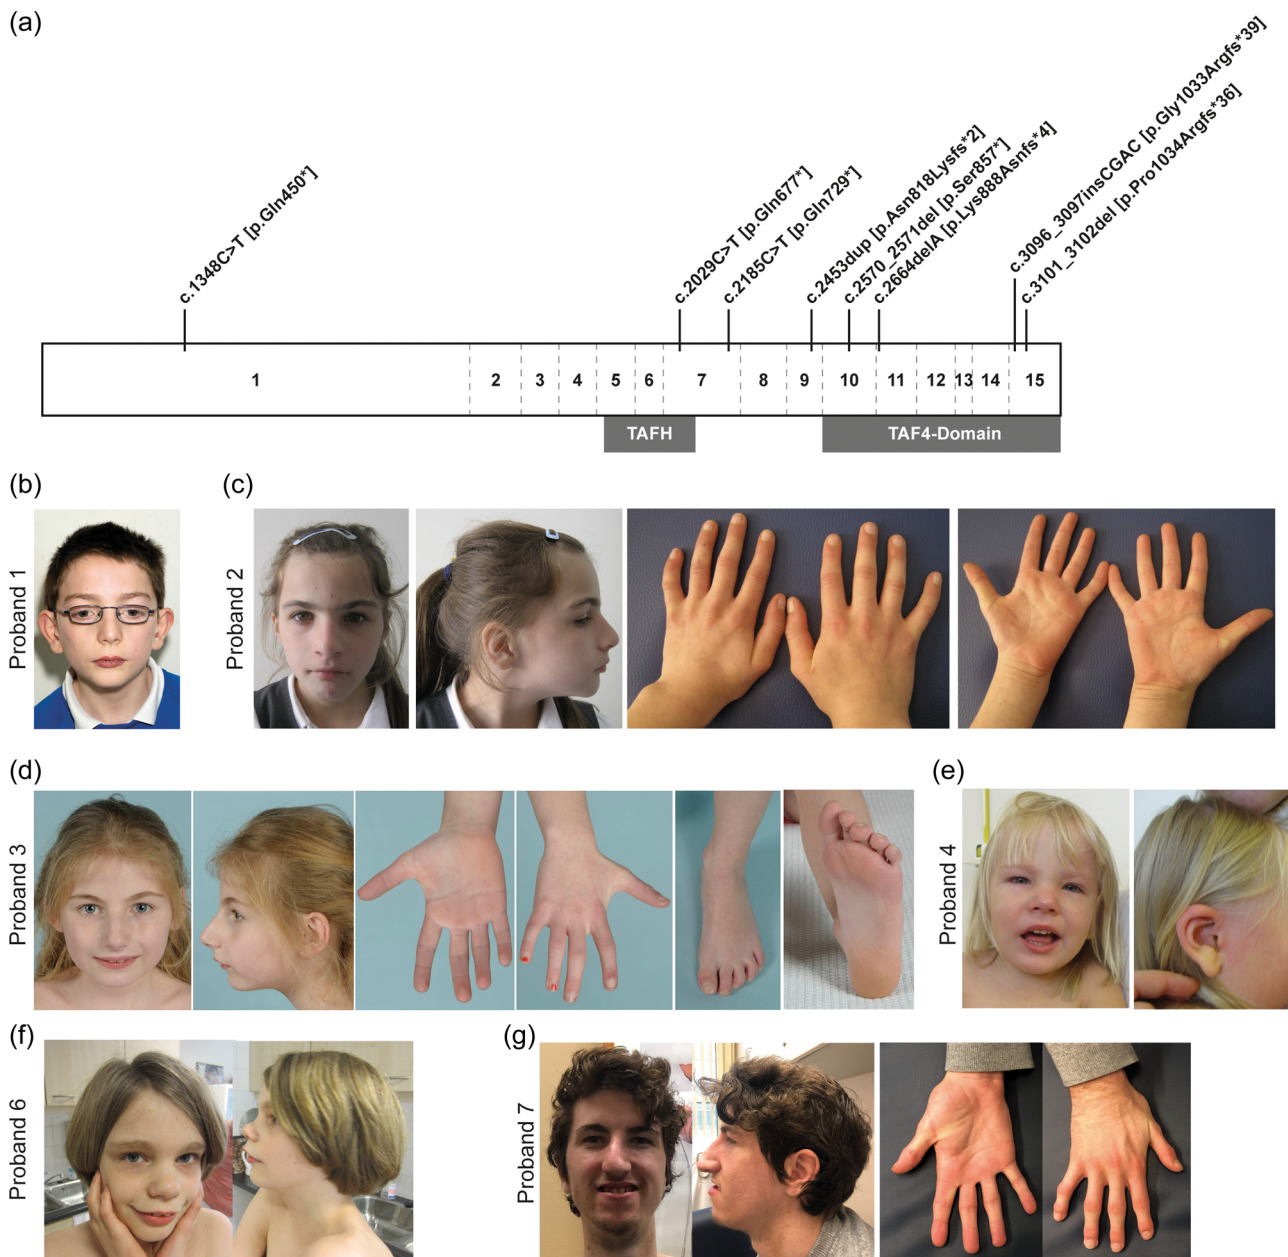 (a)
c.1348C>T [p.Gln450*]
c.2029C>T [p.Gln677*]
c.2185C>T [p.Gln729*]
c.2453dup [p.Asn818Lysfs*2]
c.2570_2571del [p.Ser857*]
c.2664delA [p.Lys888Asnfs*4]
c.3096_3097insCGAC [p.Gly1033Argfs*39]
c.3101_3102del [p.Pro1034Argfs*36]
1 2 3 4 5 6 7 8 9 10 11 12 13 14 15
TAFH TAF4-Domain
(b) (c)
Proband 1
Proband 2
(d) (e)
Proband 3
Proband 4
(f) (g)
Proband 6
Proband 7